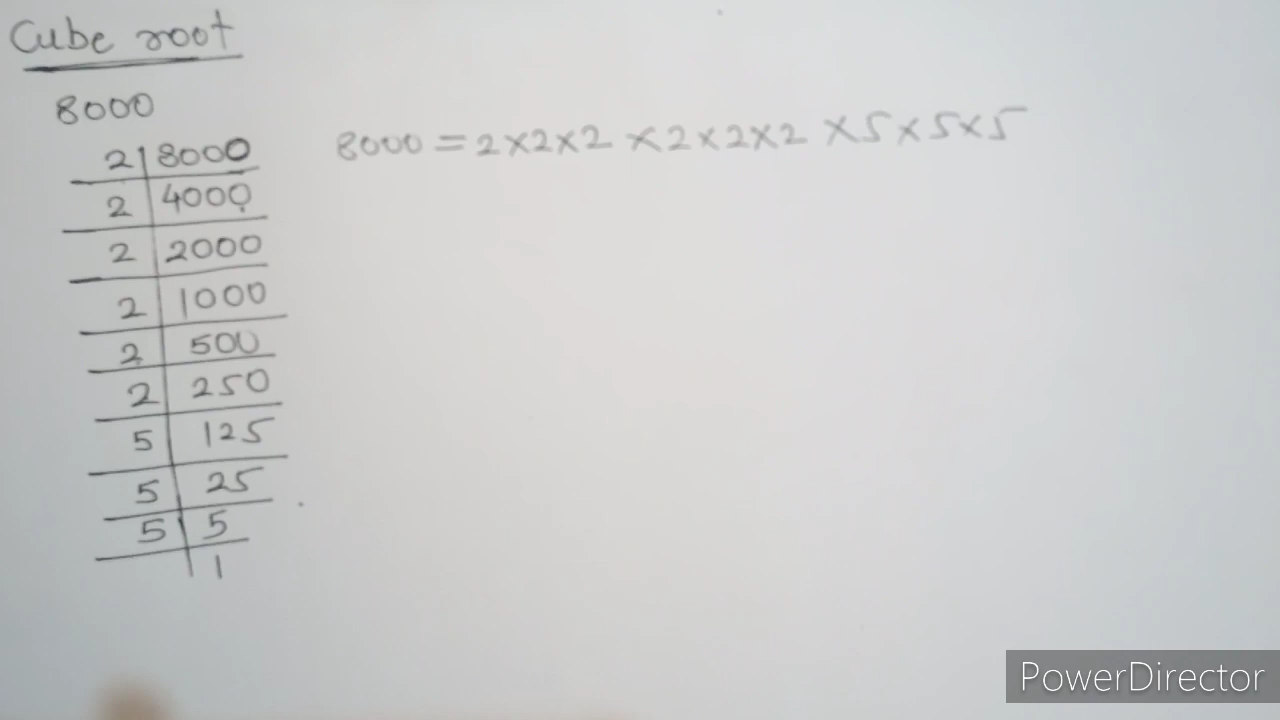 Cube root
8000
8000 = 2×2×2 ×2×2×2 ×5×5×5
2 | 8000
2 | 4000
2 | 2000
2 | 1000
2 | 500
2 | 250
5 | 125
5 | 25
5 | 5
1
PowerDirector